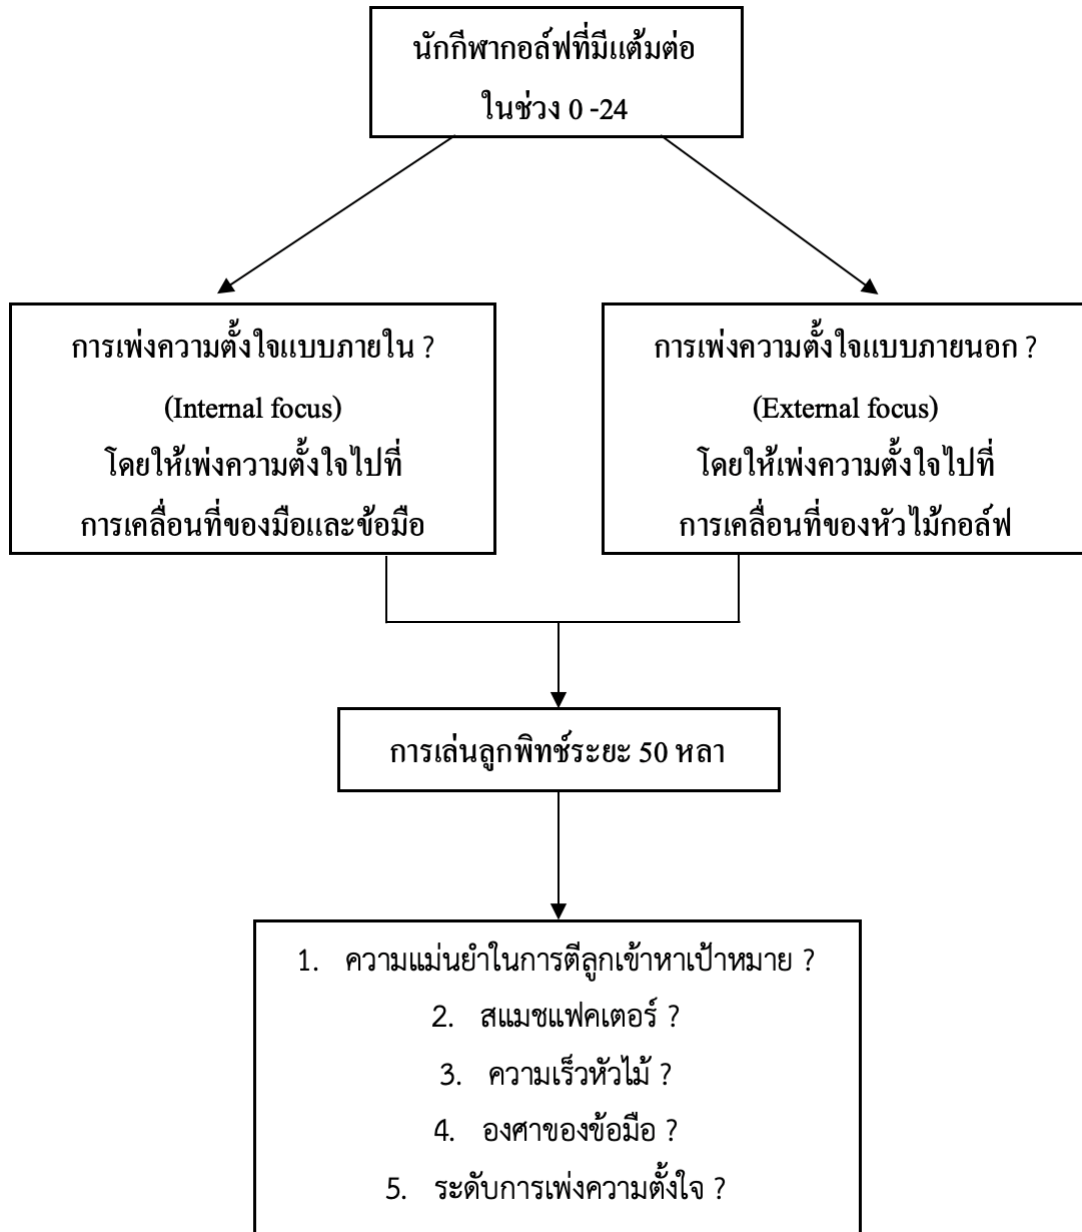 นักกีฬากอล์ฟที่มีแต้มต่อ
ในช่วง 0 -24
การเพ่งความตั้งใจแบบภายใน ?
(Internal focus)
โดยให้เพ่งความตั้งใจไปที่
การเคลื่อนที่ของมือและข้อมือ
การเพ่งความตั้งใจแบบภายนอก ?
(External focus)
โดยให้เพ่งความตั้งใจไปที่
การเคลื่อนที่ของหัวไม้กอล์ฟ
การเล่นลูกพิทช์ระยะ 50 หลา
1. ความแม่นยำในการตีลูกเข้าหาเป้าหมาย ?
2. สแมชแฟคเตอร์ ?
3. ความเร็วหัวไม้ ?
4. องศาของข้อมือ ?
5. ระดับการเพ่งความตั้งใจ ?